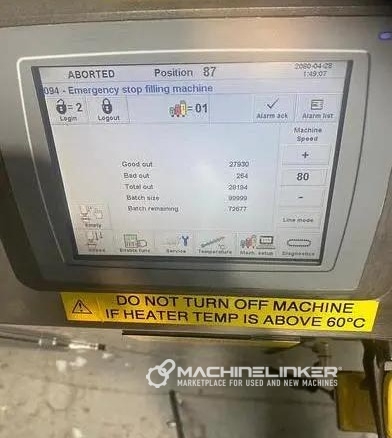 ABORTED Position 87 2080-04-28
1:49:07
094 - Emergency stop filling machine
= 2 =01
Login Logout Alarm ack Alarm list
Machine
Speed
+
Good out 27930
Bad out 264
Total out 28194
Batch size 99999
Batch remaining 72677
80
-
Empty
Line mode
Service Temperature Mach. setup Diagnostics
DO NOT TURN OFF MACHINE
IF HEATER TEMP IS ABOVE 60°C
MACHINELINKER
MARKETPLACE FOR USED AND NEW MACHINES